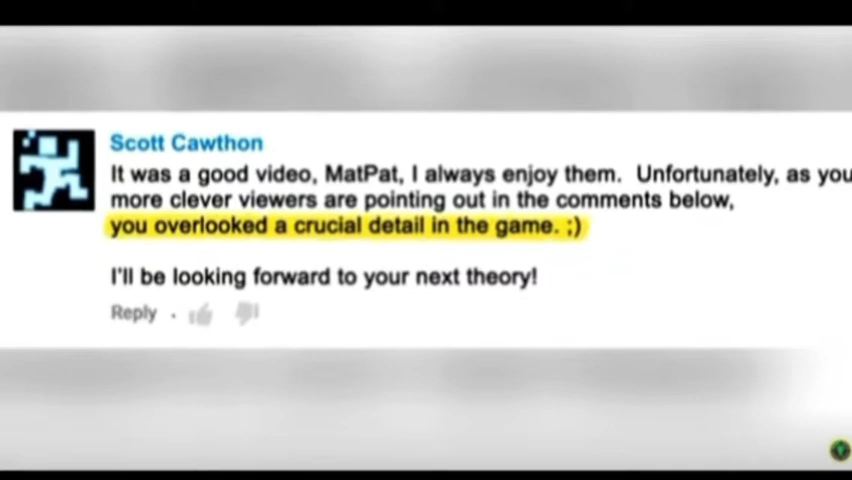 Scott Cawthon
It was a good video, MatPat, I always enjoy them. Unfortunately, as you
more clever viewers are pointing out in the comments below,
you overlooked a crucial detail in the game. ;)
I'll be looking forward to your next theory!
Reply .